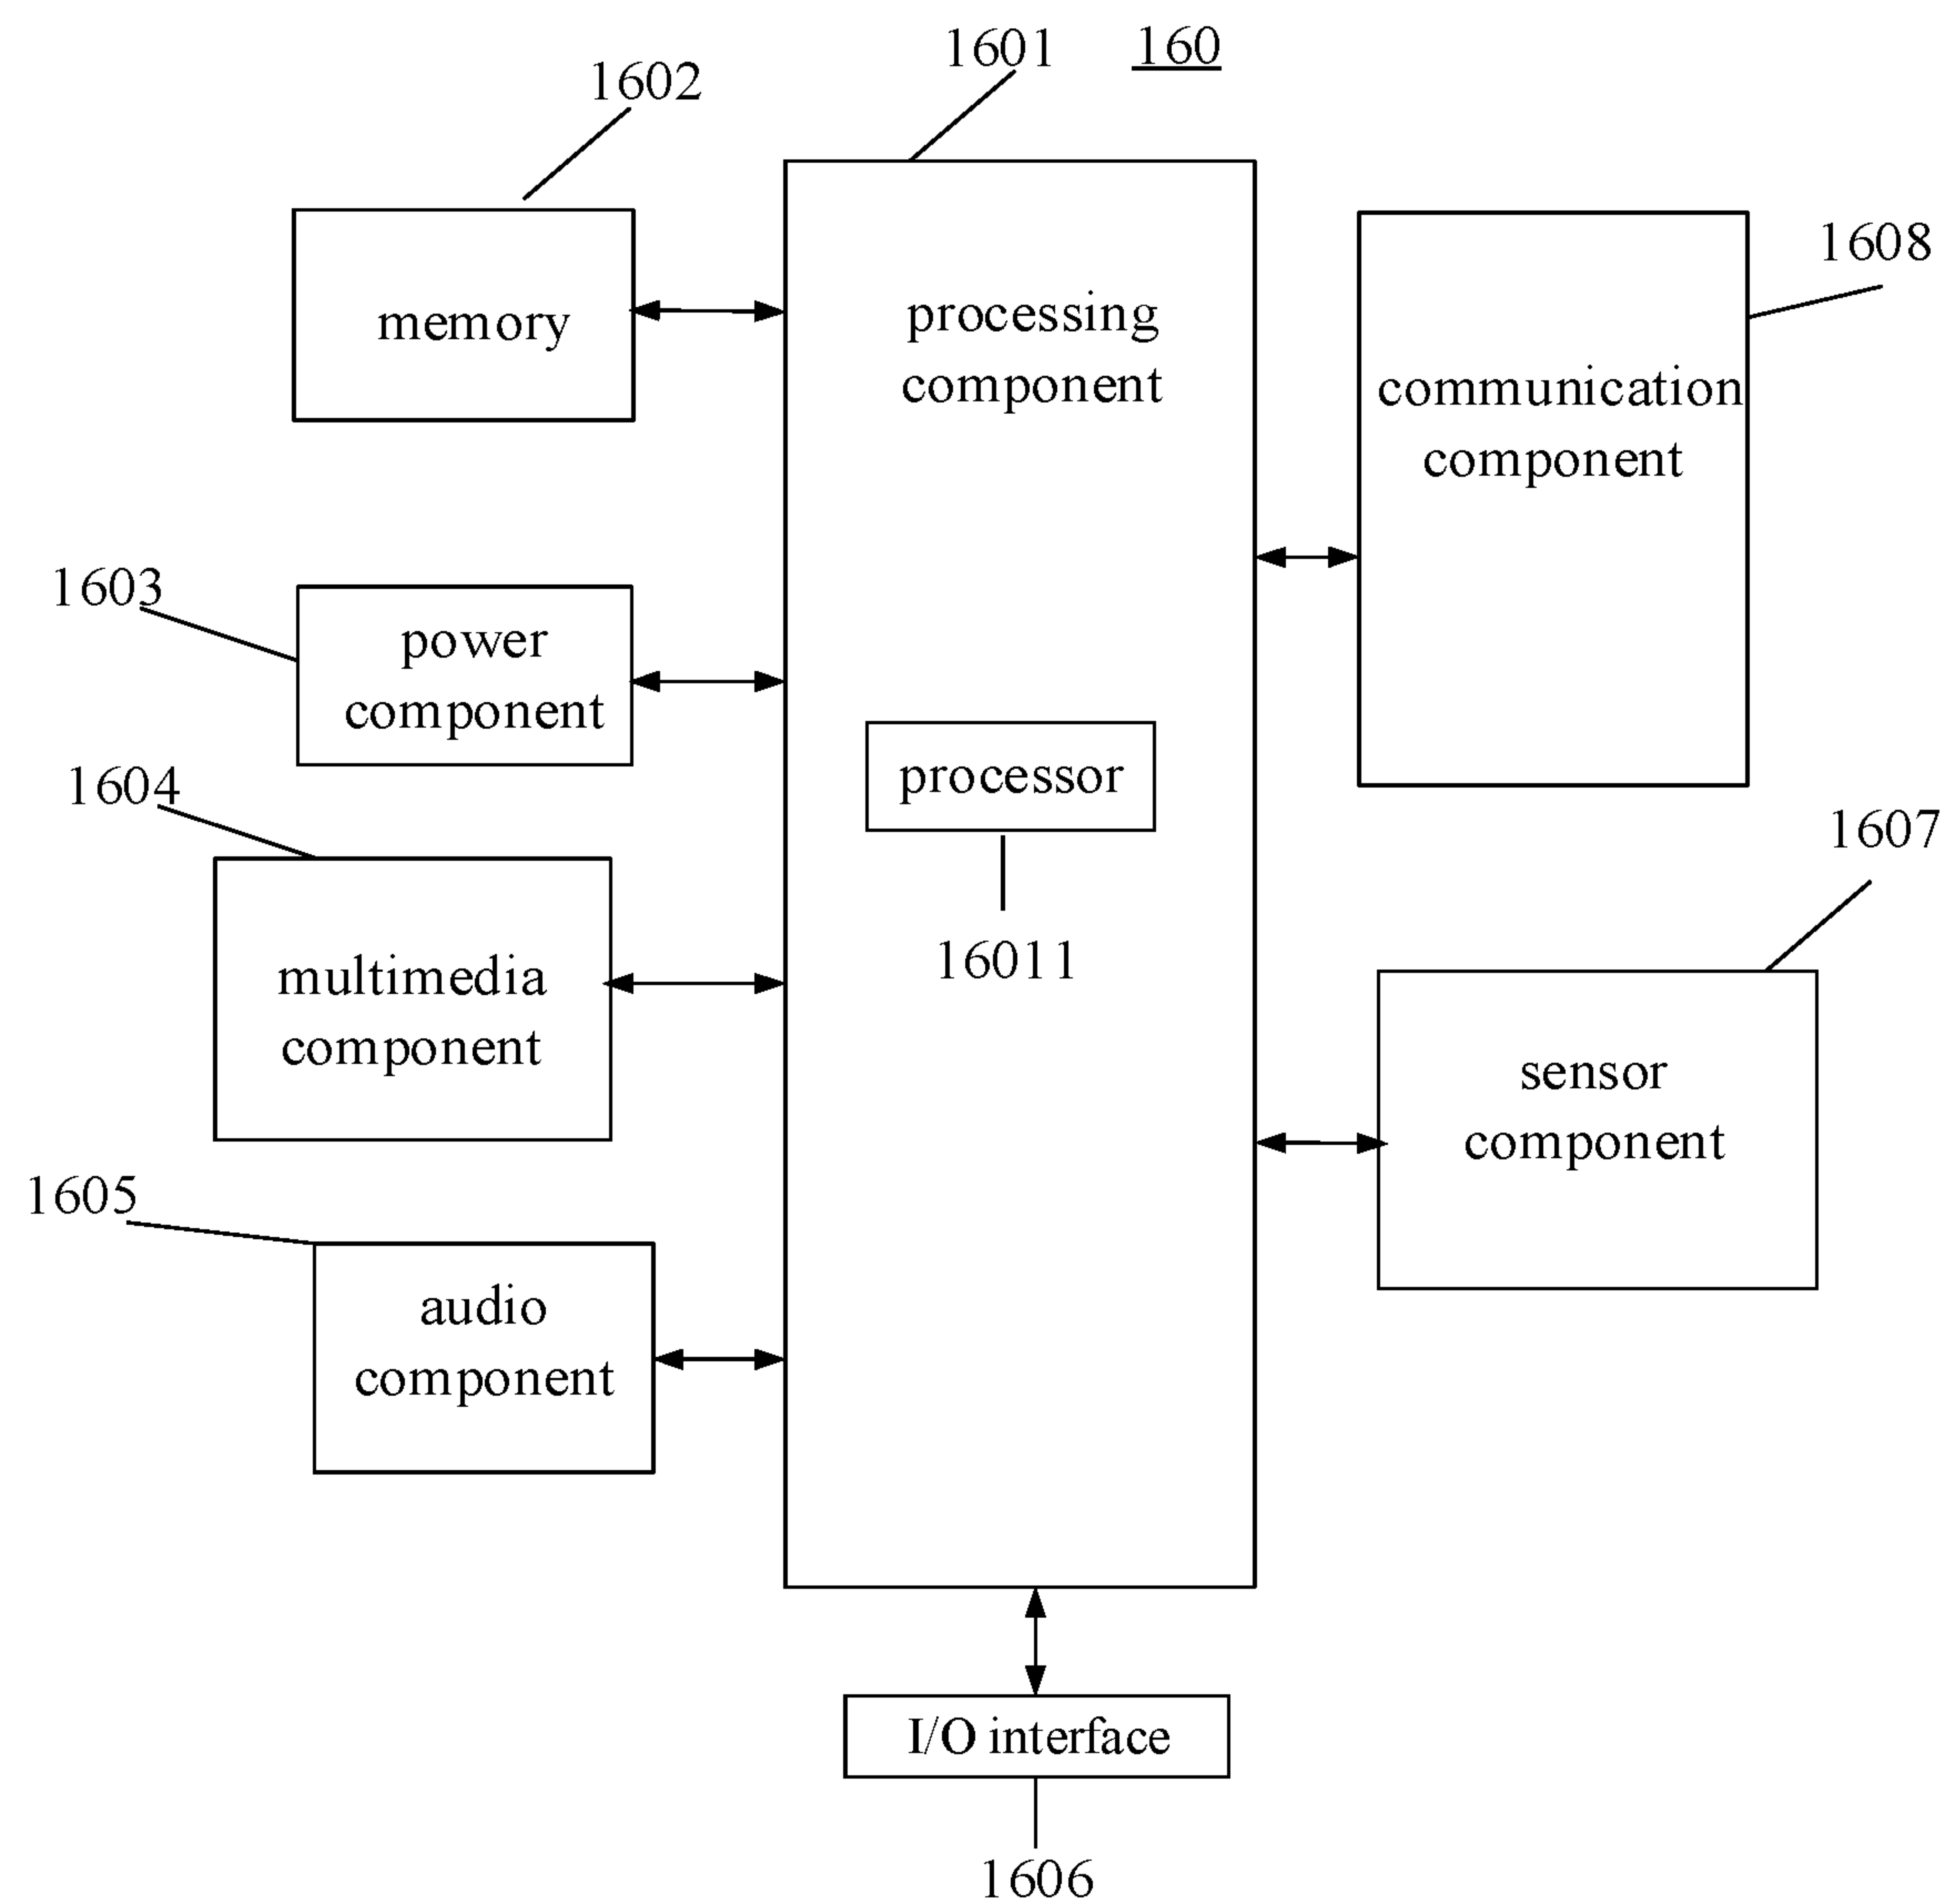 1601
160
1602
memory
processing
component
1608
communication
component
1603
power
component
processor
16011
1604
multimedia
component
1607
sensor
component
1605
audio
component
I/O interface
1606